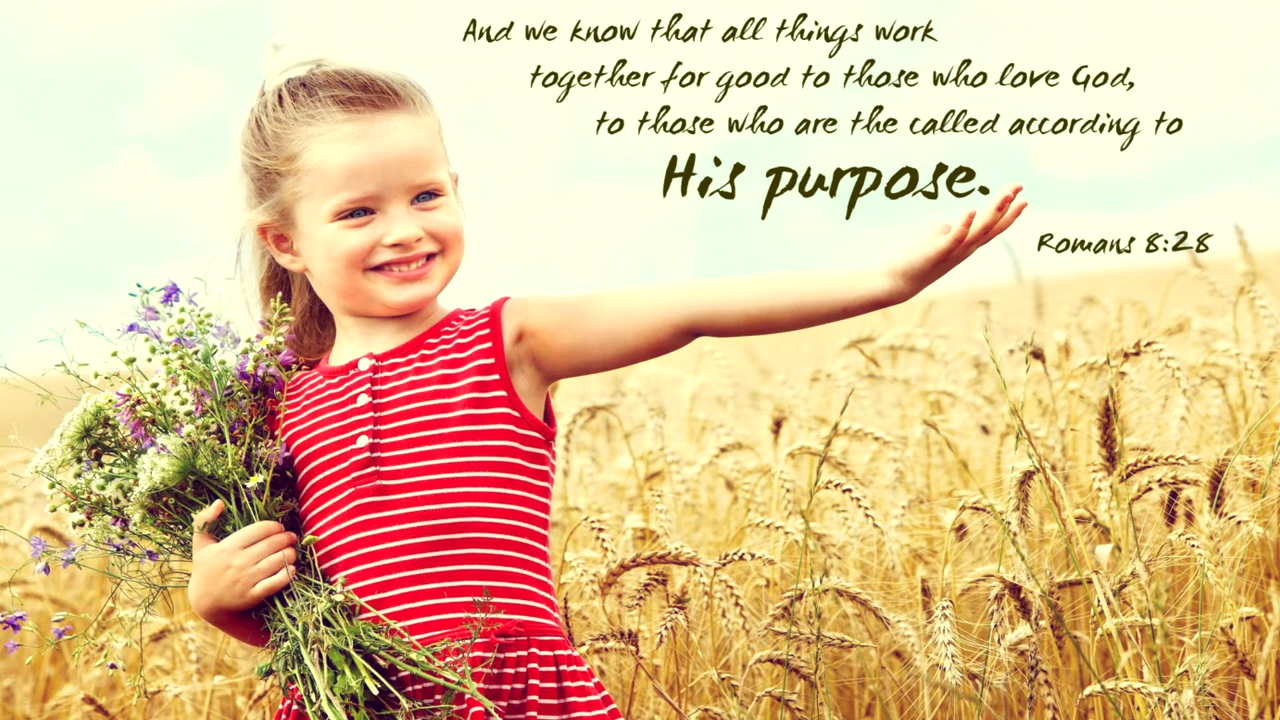 And we know that all things work
together for good to those who love God,
to those who are the called according to
His purpose.
Romans 8:28